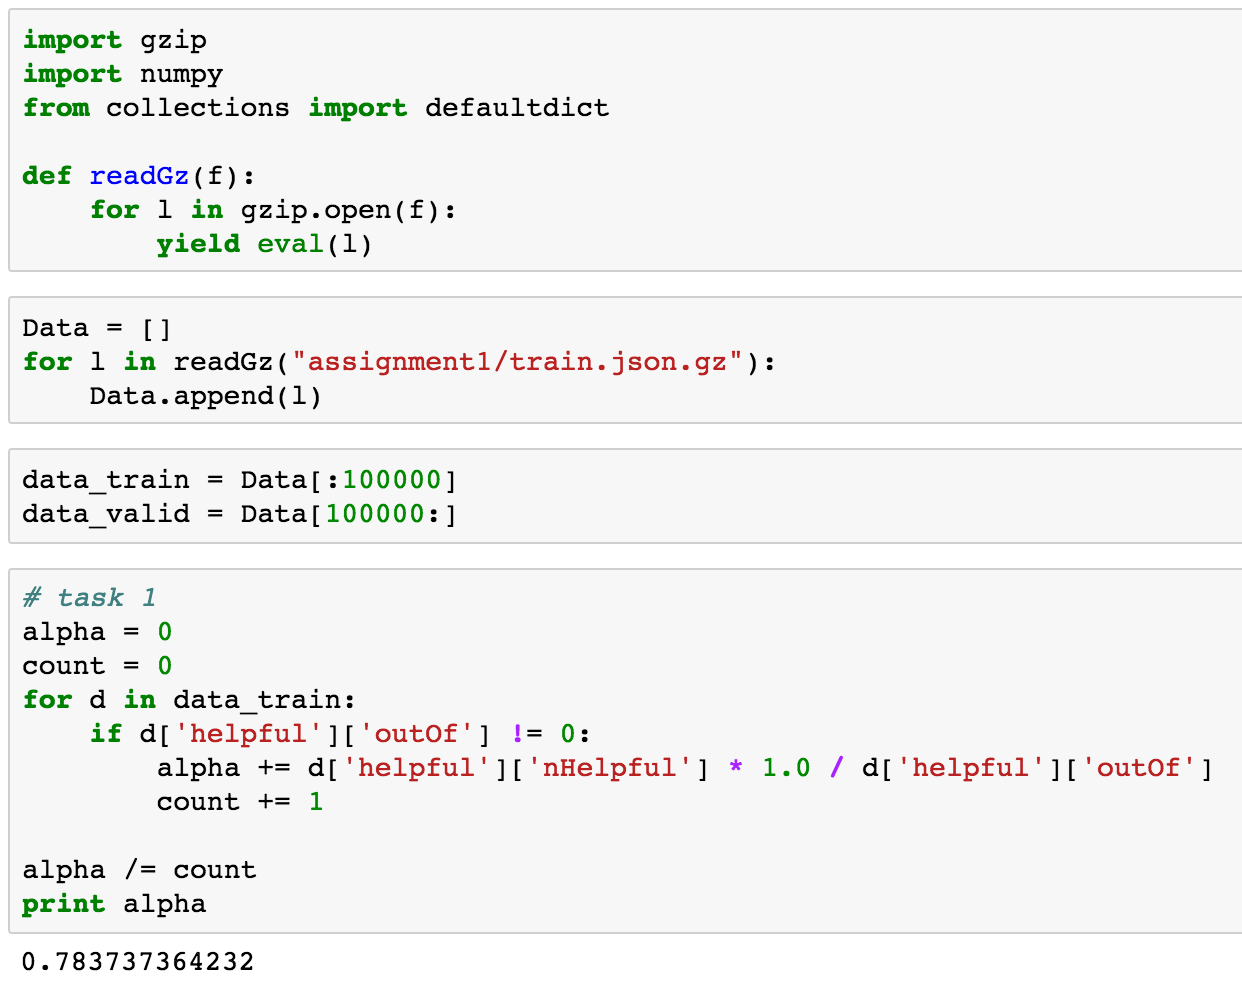 import gzip
import numpy
from collections import defaultdict

def readGz(f):
    for l in gzip.open(f):
        yield eval(l)

Data = []
for l in readGz("assignment1/train.json.gz"):
    Data.append(l)

data_train = Data[:100000]
data_valid = Data[100000:]

# task 1
alpha = 0
count = 0
for d in data_train:
    if d['helpful']['outOf'] != 0:
        alpha += d['helpful']['nHelpful'] * 1.0 / d['helpful']['outOf']
        count += 1

alpha /= count
print alpha
0.783737364232